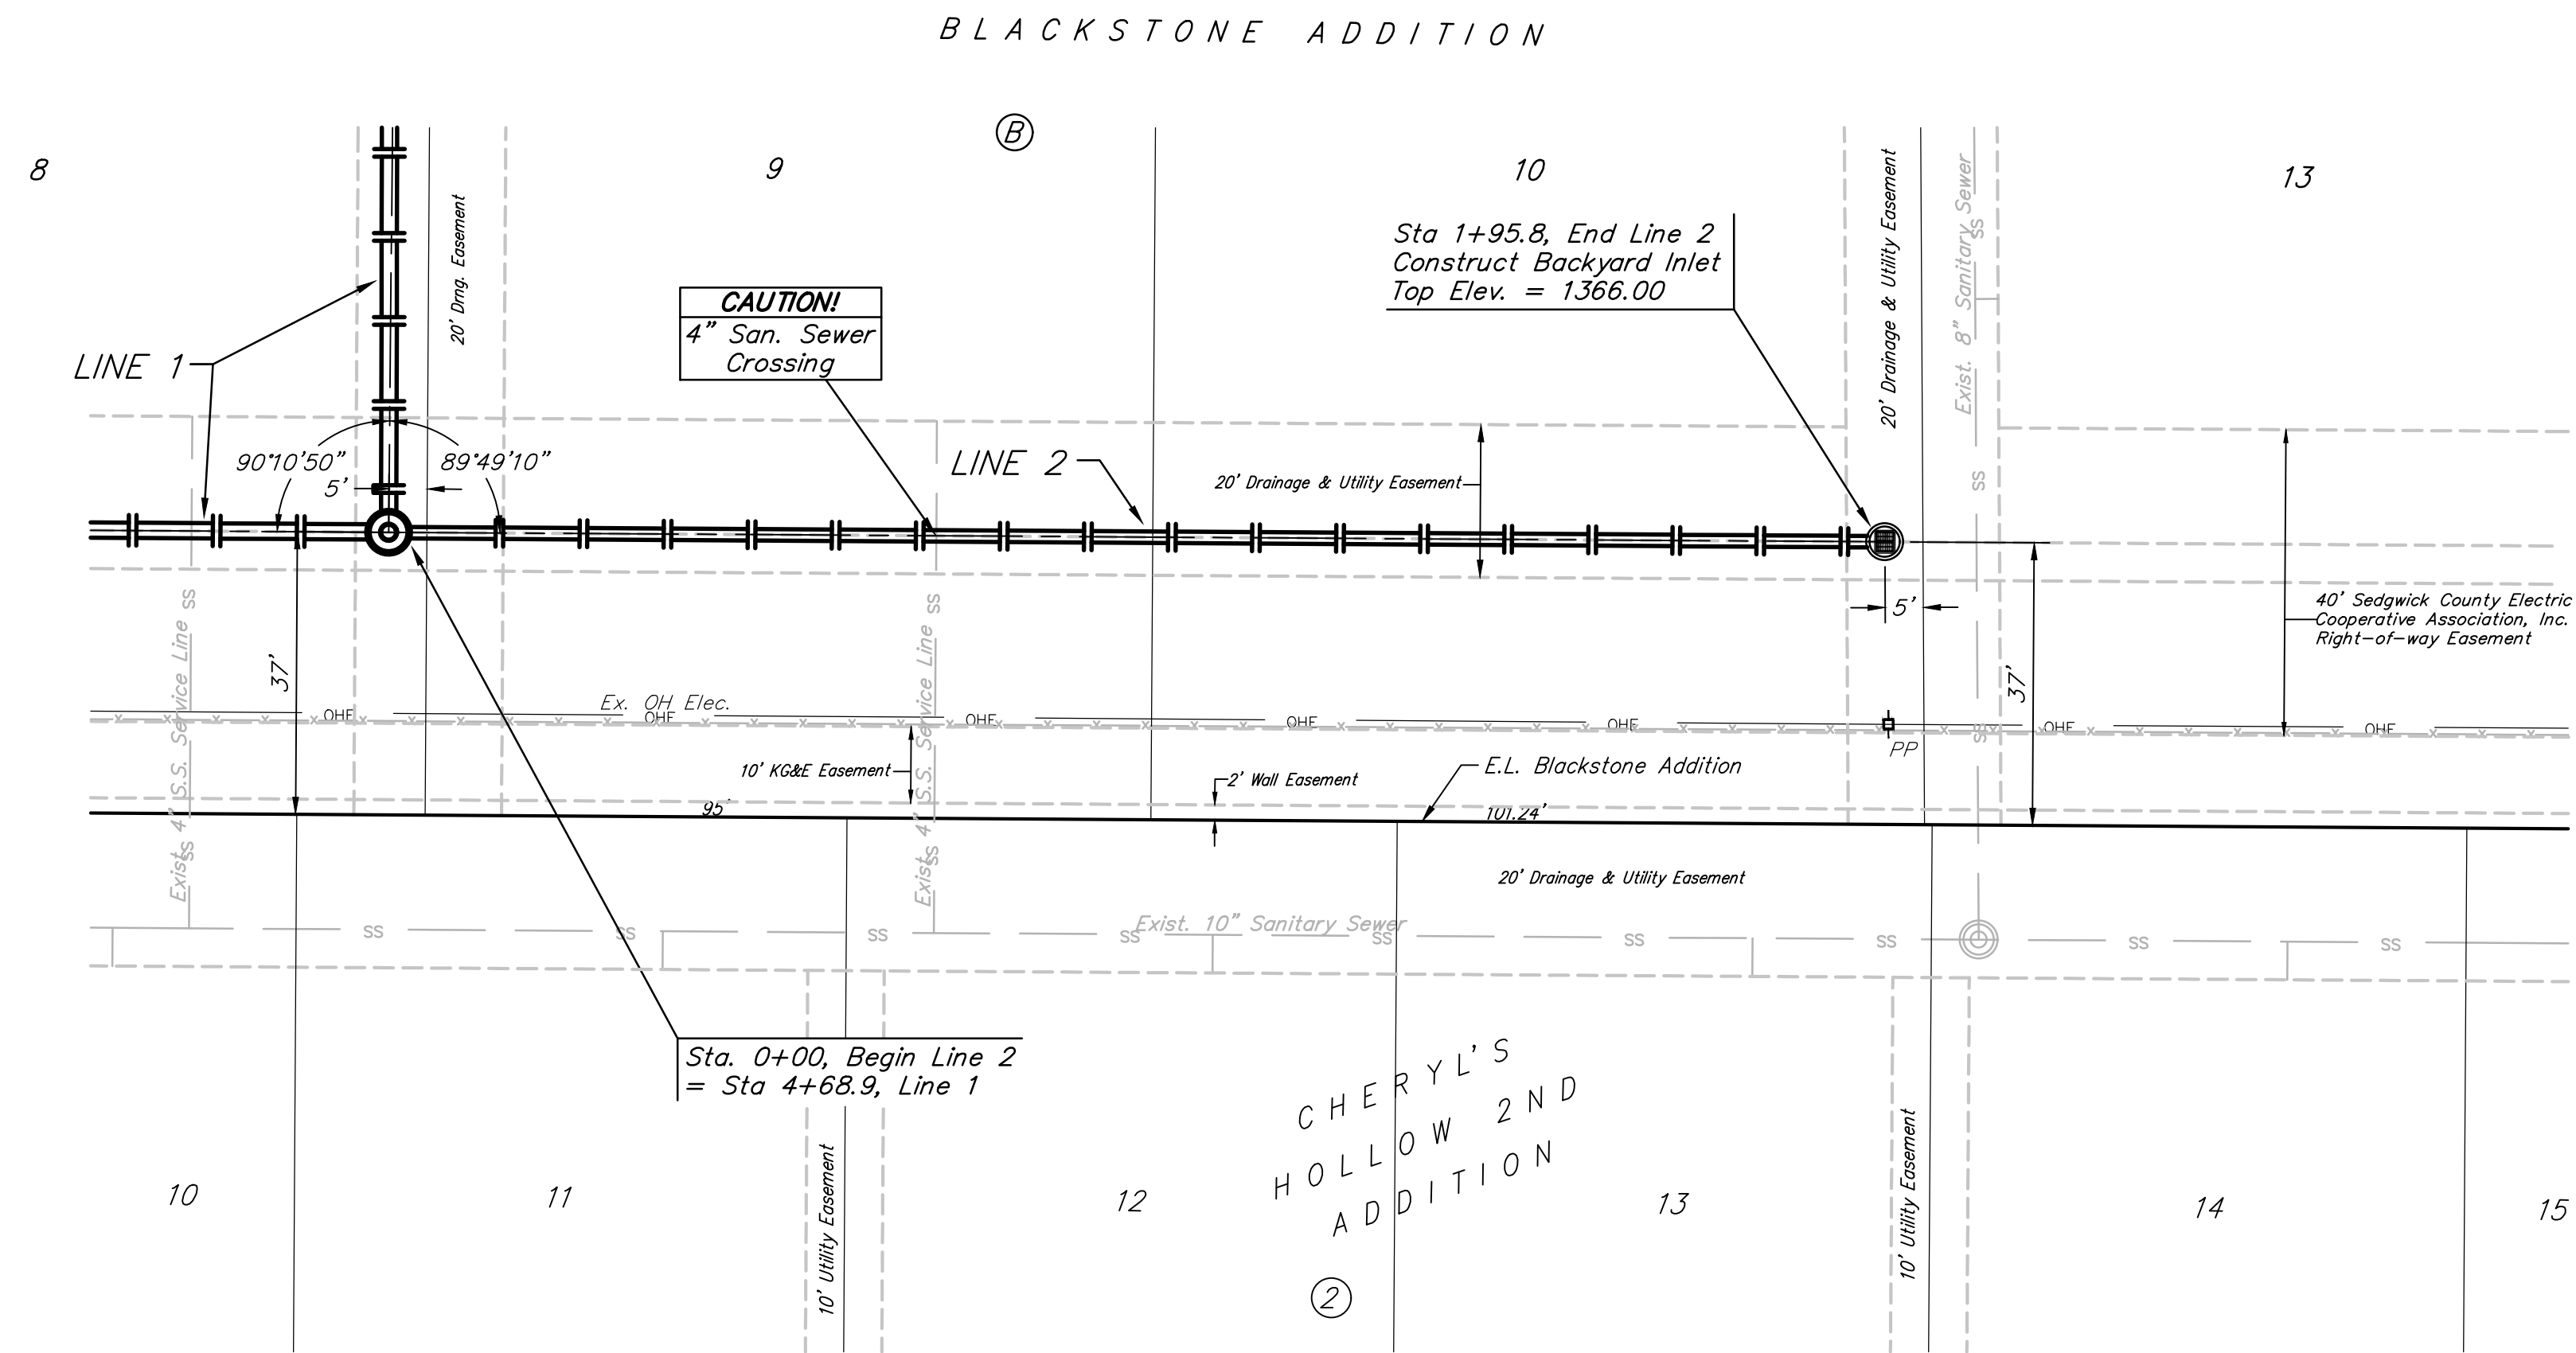 BLACKSTONE ADDITION
B
8
9
10
13
20' Drng. Easement
20' Drainage & Utility Easement
Exist. 8" Sanitary Sewer
SS
Sta 1+95.8, End Line 2
Construct Backyard Inlet
Top Elev. = 1366.00
CAUTION!
4" San. Sewer
Crossing
LINE 1
LINE 2
90°10'50"
89°49'10"
5'
20' Drainage & Utility Easement
SS
5'
40' Sedgwick County Electric
Cooperative Association, Inc.
Right-of-way Easement
37'
37'
Exist. 4" S.S. Service Line
SS
SS
Exist. 4" S.S. Service Line
SS
SS
Ex. OH Elec.
OHE
OHE
OHE
OHE
OHE
OHE
OHE
SS
PP
10' KG&E Easement
2' Wall Easement
E.L. Blackstone Addition
95'
101.24'
20' Drainage & Utility Easement
Exist. 10" Sanitary Sewer
SS
SS
SS
SS
SS
SS
SS
SS
SS
Sta. 0+00, Begin Line 2
= Sta 4+68.9, Line 1
CHERYL'S
HOLLOW 2ND
ADDITION
10
11
12
13
14
15
10' Utility Easement
10' Utility Easement
2